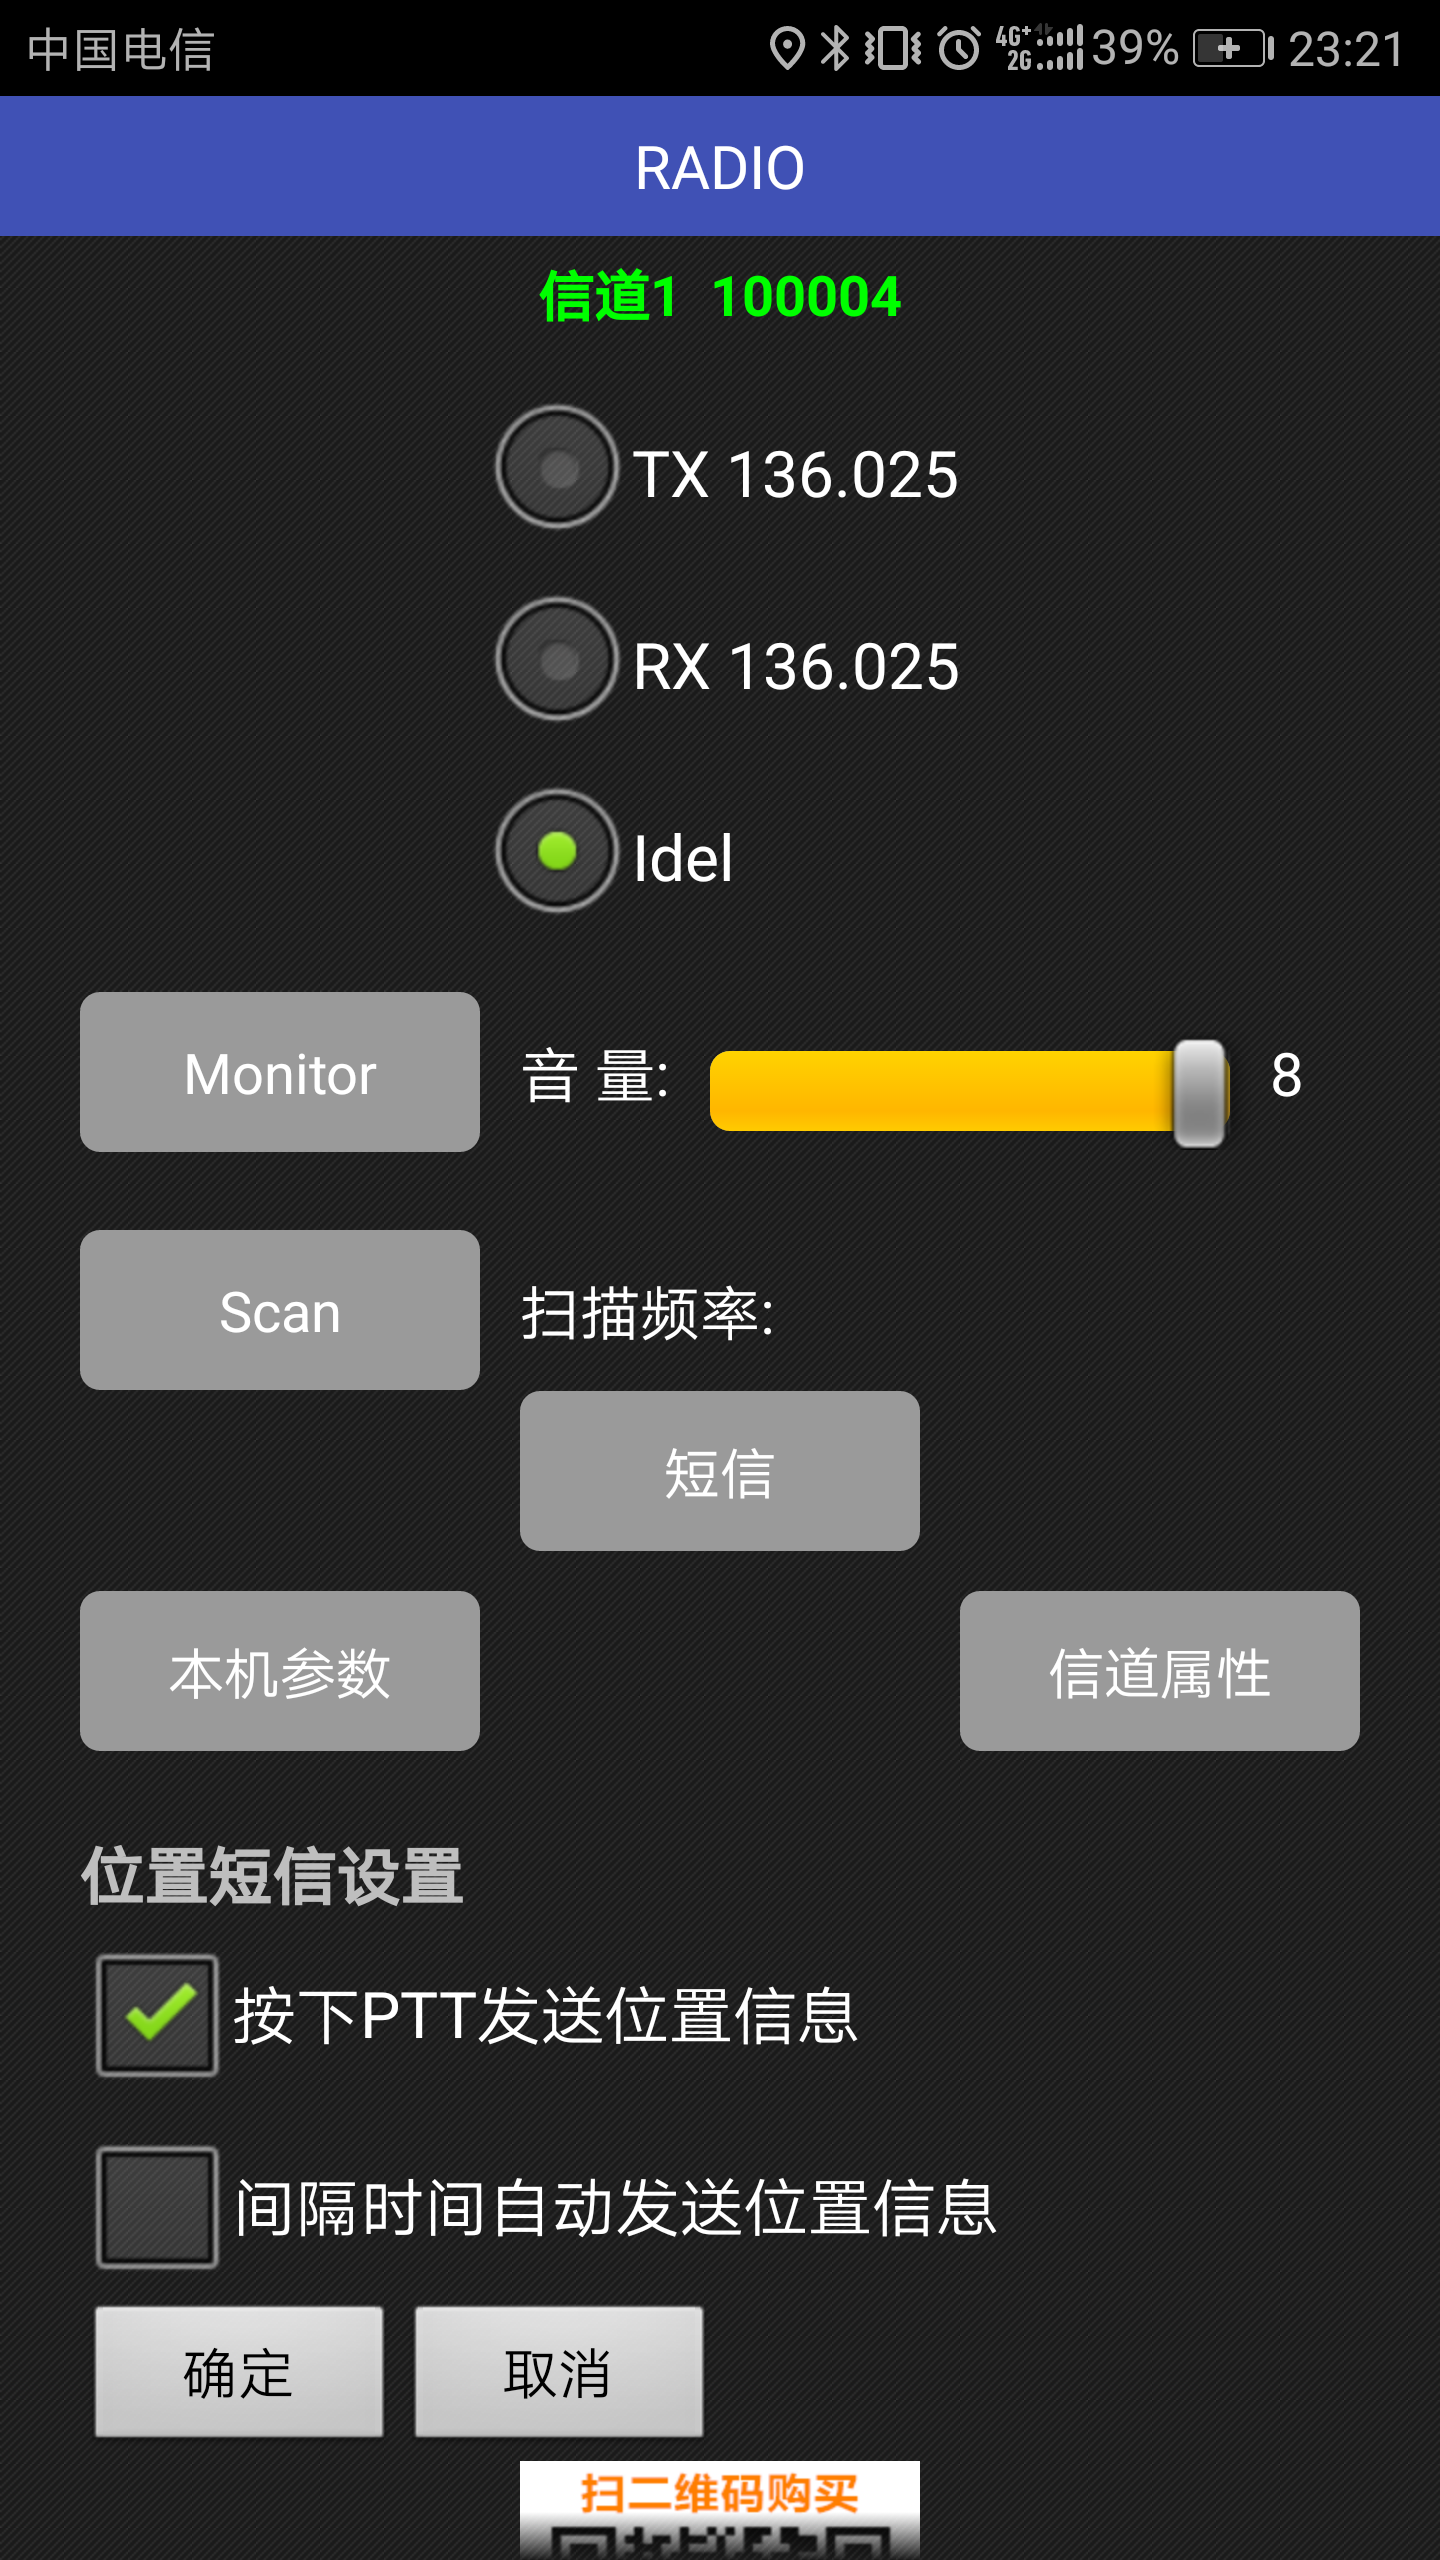 中国电信
4G+ 2G 39% 23:21
RADIO
信道1 100004
TX 136.025
RX 136.025
Idel
Monitor
音 量:
8
Scan
扫描频率:
短信
本机参数
信道属性
位置短信设置
按下PTT发送位置信息
间隔时间自动发送位置信息
确定
取消
扫二维码购买